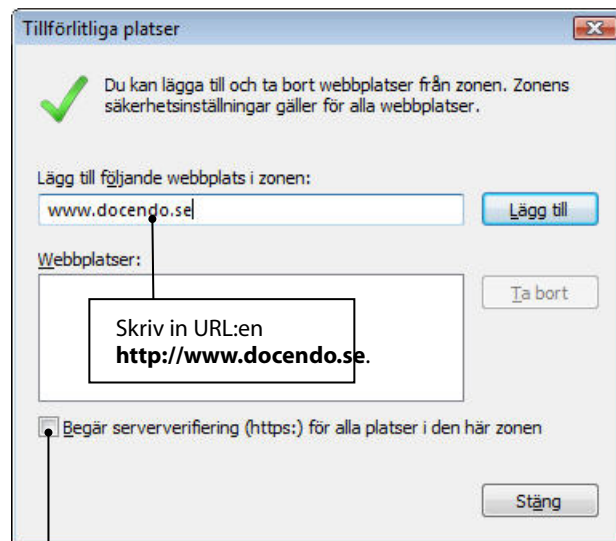 Tillförlitliga platser
Du kan lägga till och ta bort webbplatser från zonen. Zonens
säkerhetsinställningar gäller för alla webbplatser.
Lägg till följande webbplats i zonen:
www.docendo.se
Lägg till
Webbplatser:
Ta bort
Skriv in URL:en
http://www.docendo.se.
Begär serververifiering (https:) för alla platser i den här zonen
Stäng